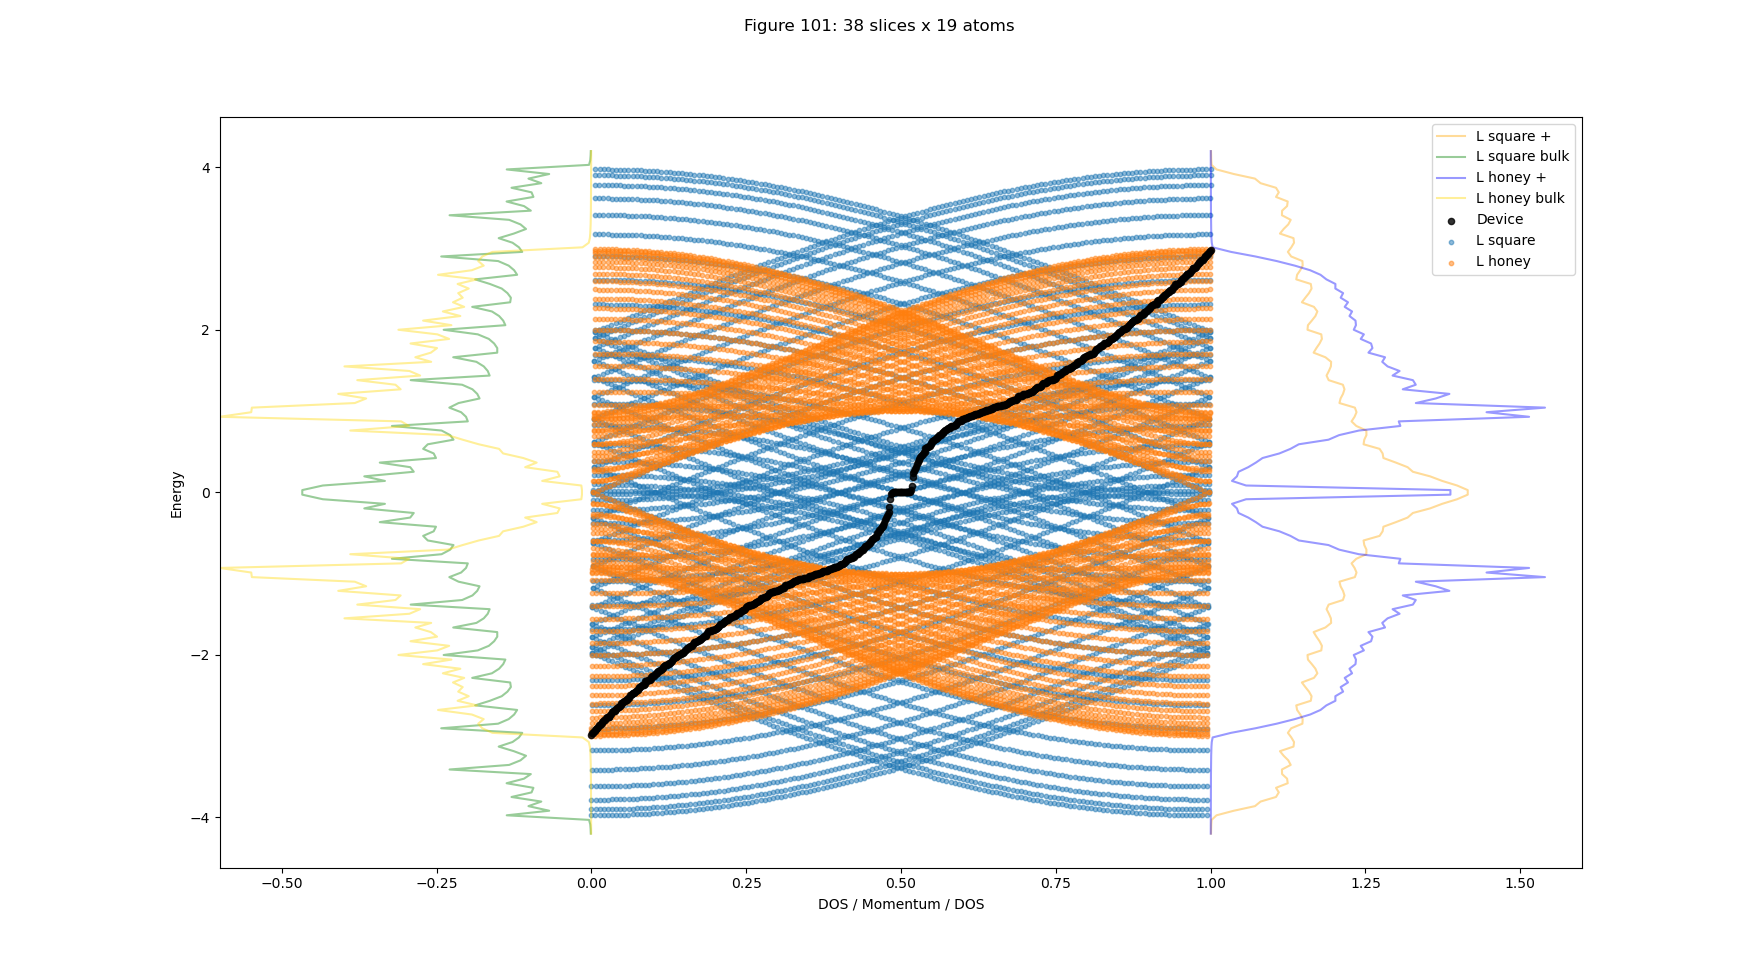 Figure 101: 38 slices x 19 atoms
L square +
L square bulk
L honey +
L honey bulk
Device
L square
L honey
Energy
4
2
0
−2
−4
−0.50
−0.25
0.00
0.25
0.50
0.75
1.00
1.25
1.50
DOS / Momentum / DOS